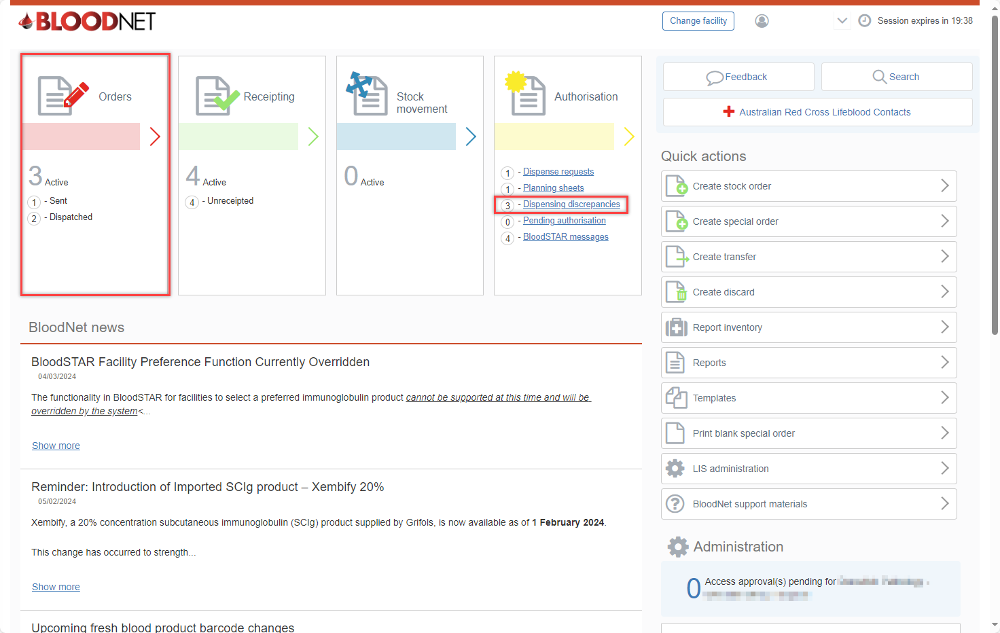 BLOODNET
Change facility
Session expires in 19:38
Orders
3 Active
1 - Sent
2 - Dispatched
Receipting
4 Active
4 - Unreceipted
Stock
movement
0 Active
Authorisation
1 - Dispense requests
1 - Planning sheets
3 - Dispensing discrepancies
0 - Pending authorisation
4 - BloodSTAR messages
Feedback
Search
Australian Red Cross Lifeblood Contacts
Quick actions
Create stock order
Create special order
Create transfer
Create discard
Report inventory
Reports
Templates
Print blank special order
LIS administration
BloodNet support materials
Administration
0 Access approval(s) pending for
BloodNet news
BloodSTAR Facility Preference Function Currently Overridden
04/03/2024
The functionality in BloodSTAR for facilities to select a preferred immunoglobulin product cannot be supported at this time and will be
overridden by the system<...
Show more
Reminder: Introduction of Imported SCIg product – Xembify 20%
05/02/2024
Xembify, a 20% concentration subcutaneous immunoglobulin (SCIg) product supplied by Grifols, is now available as of 1 February 2024.
This change has occurred to strength...
Show more
Upcoming fresh blood product barcode changes